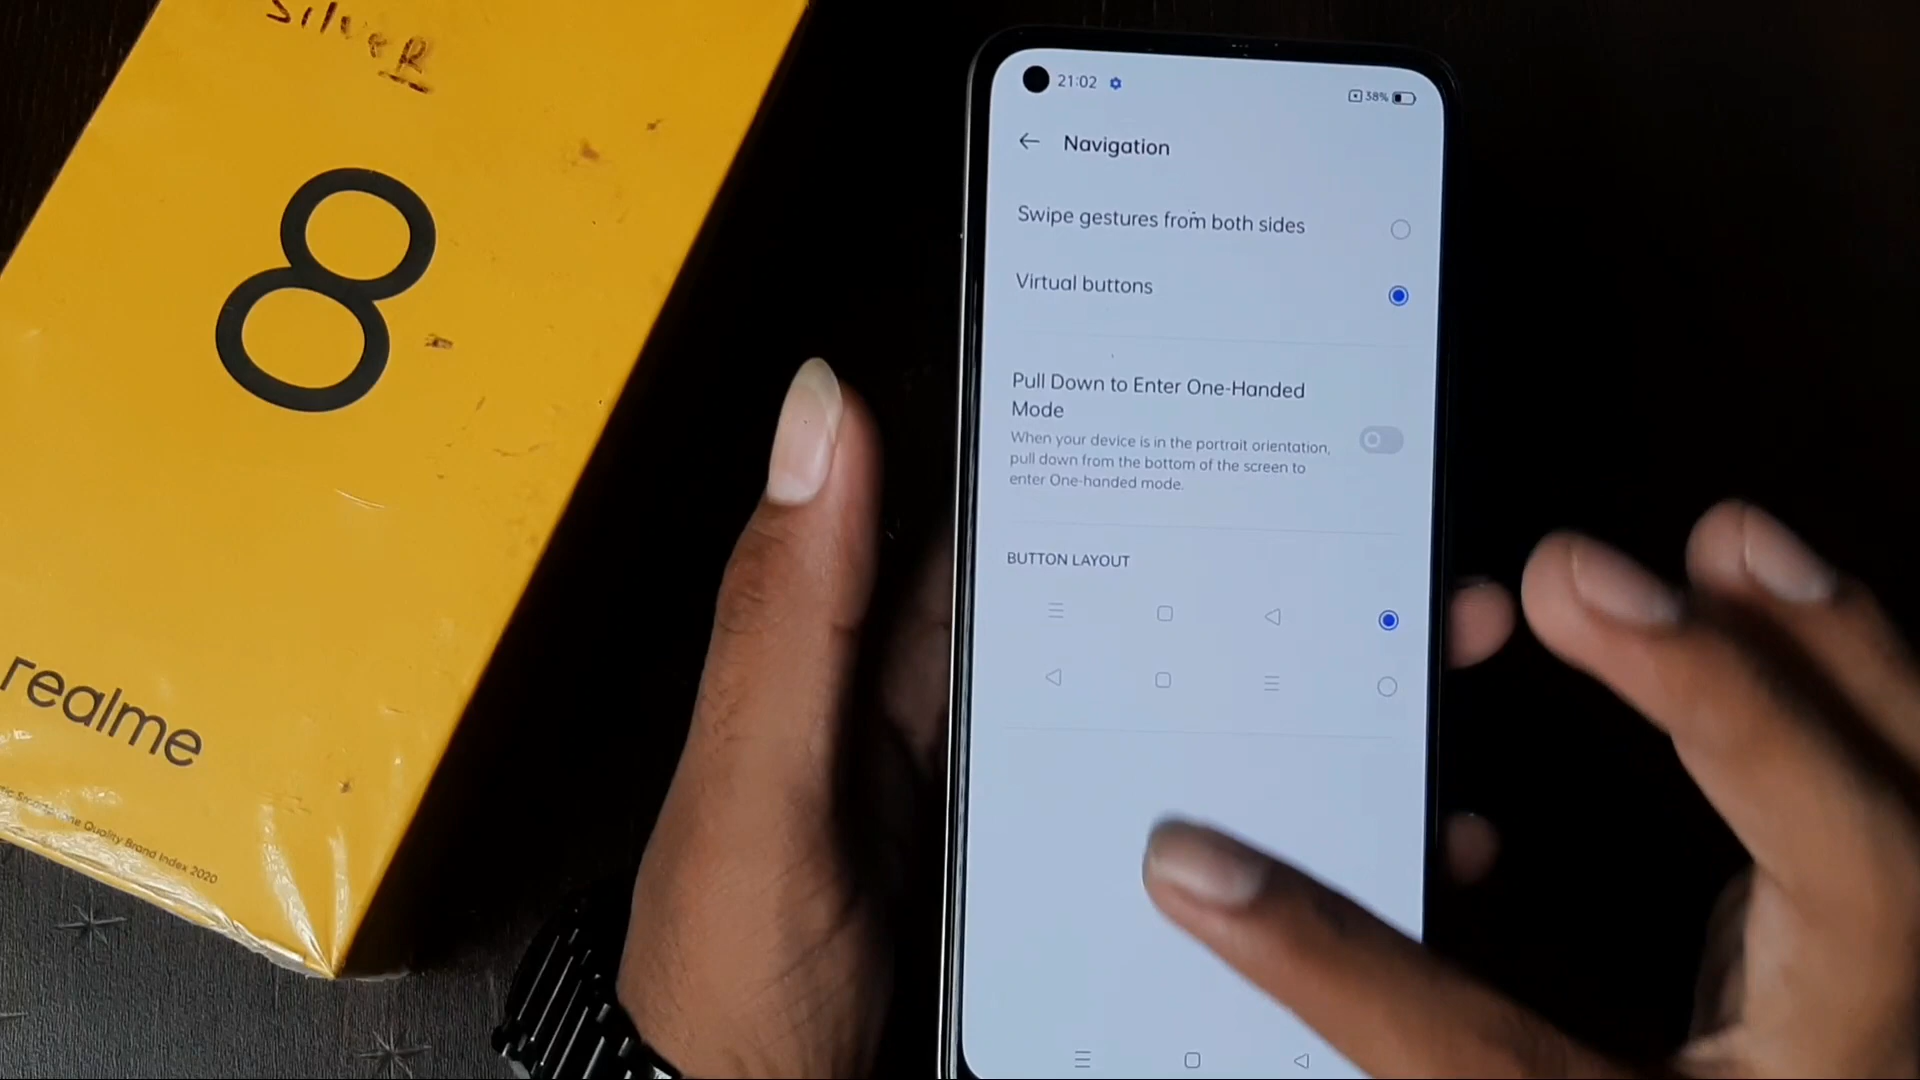 SilveR
8
realme
Smartphone Quality Brand Index 2020
21:02
38%
Navigation
Swipe gestures from both sides
Virtual buttons
Pull Down to Enter One-Handed
Mode
When your device is in the portrait orientation,
pull down from the bottom of the screen to
enter One-handed mode.
BUTTON LAYOUT